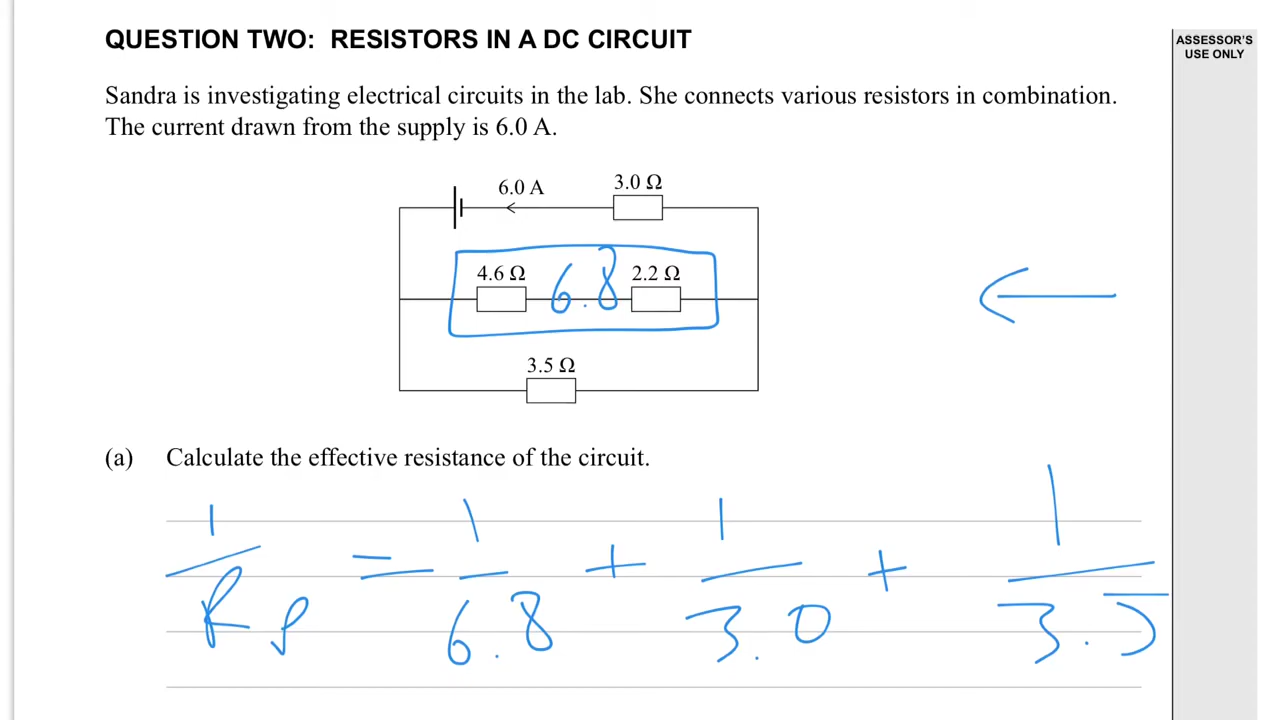 QUESTION TWO: RESISTORS IN A DC CIRCUIT
ASSESSOR'S
USE ONLY
Sandra is investigating electrical circuits in the lab. She connects various resistors in combination.
The current drawn from the supply is 6.0 A.
6.0 A
3.0 Ω
4.6 Ω
6.8
2.2 Ω
3.5 Ω
(a) Calculate the effective resistance of the circuit.
1/Rp = 1/6.8 + 1/3.0 + 1/3.5